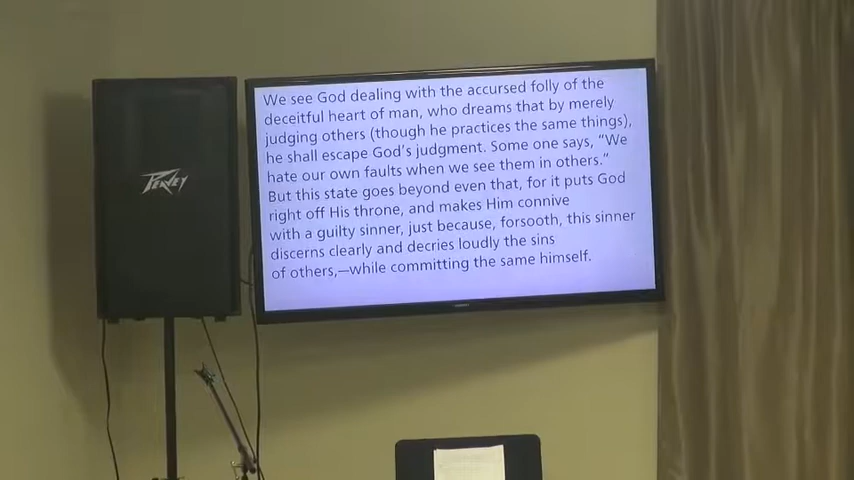 We see God dealing with the accursed folly of the
deceitful heart of man, who dreams that by merely
judging others (though he practices the same things),
he shall escape God's judgment. Some one says, “We
hate our own faults when we see them in others.”
But this state goes beyond even that, for it puts God
right off His throne, and makes Him connive
with a guilty sinner, just because, forsooth, this sinner
discerns clearly and decries loudly the sins
of others,—while committing the same himself.
PEAVEY